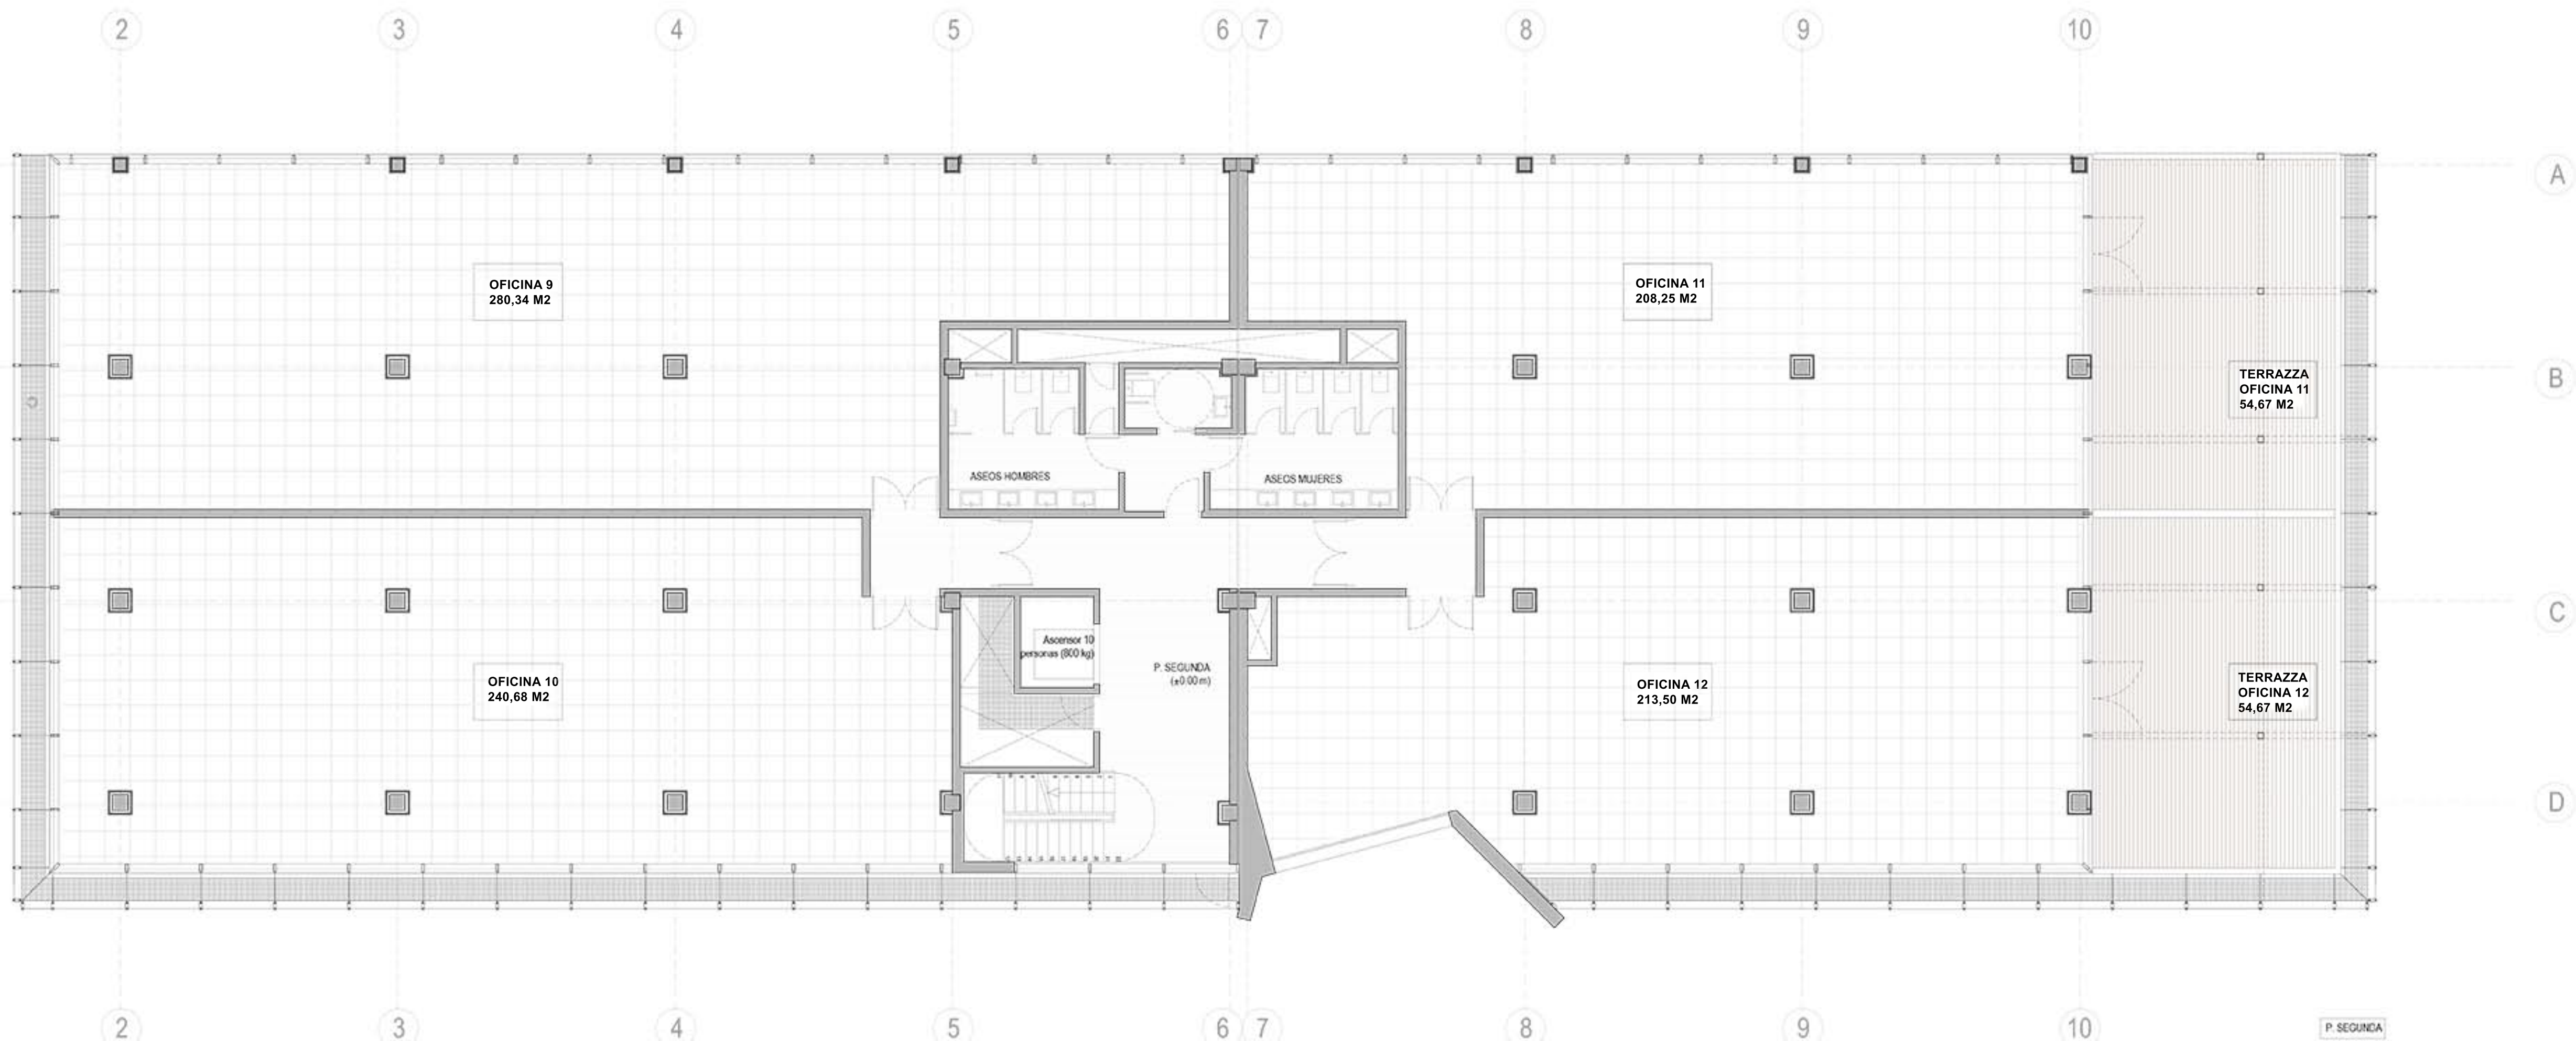 2 3 4 5 6 7 8 9 10
A
OFICINA 9
280,34 M2
OFICINA 11
208,25 M2
B
TERRAZZA
OFICINA 11
54,67 M2
ASEOS HOMBRES
ASEOS MUJERES
C
Ascensor 10
personas (800 kg)
P. SEGUNDA
(±0.00 m)
OFICINA 10
240,68 M2
OFICINA 12
213,50 M2
TERRAZZA
OFICINA 12
54,67 M2
D
2 3 4 5 6 7 8 9 10
P. SEGUNDA